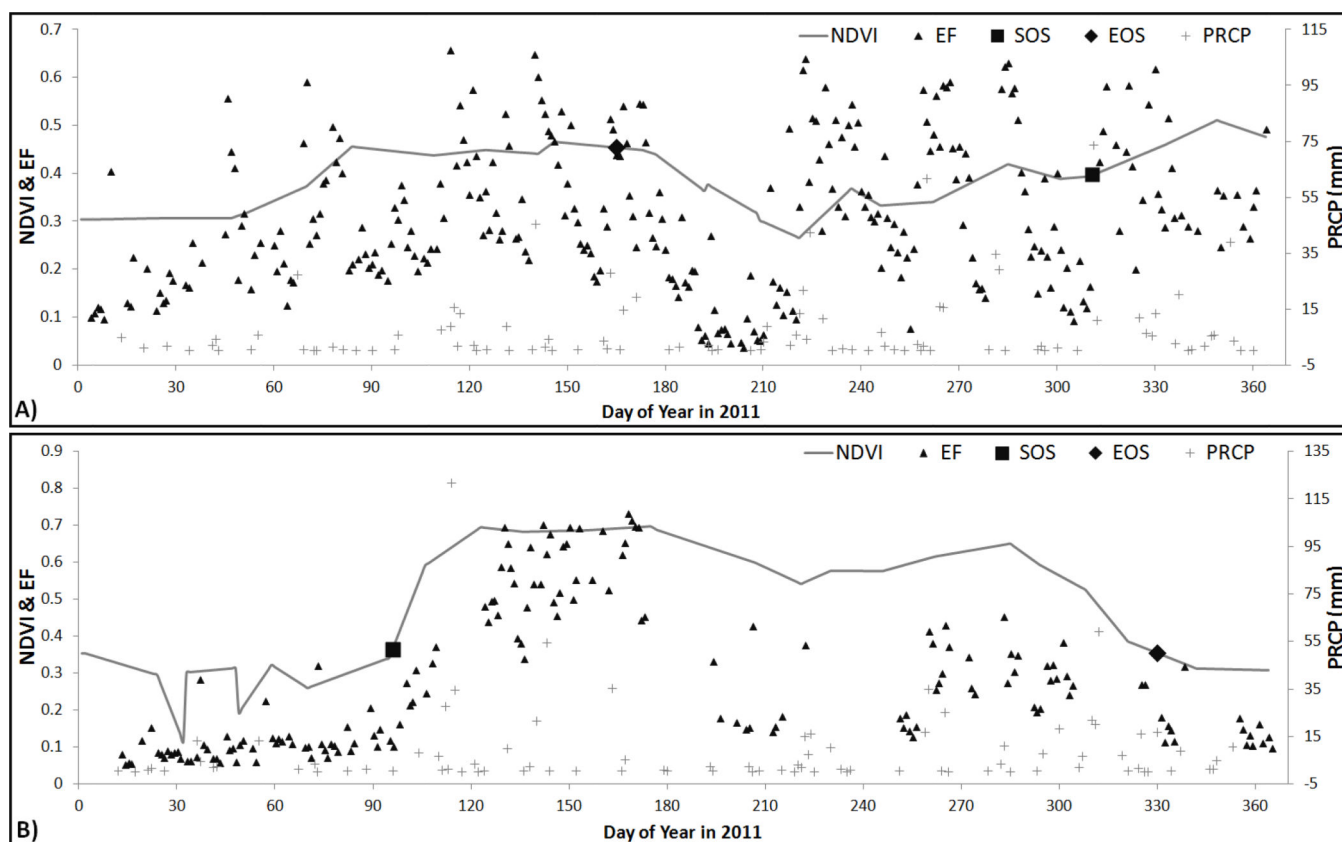 NDVI EF SOS EOS PRCP
0.7 115
0.6 95
0.5 75
0.4 55
0.3 35
0.2 15
0.1 -5
0
NDVI & EF
PRCP (mm)
0 30 60 90 120 150 180 210 240 270 300 330 360
Day of Year in 2011
A)
NDVI EF SOS EOS PRCP
0.9 135
0.8 115
0.7 95
0.6 75
0.5 55
0.4 35
0.3 15
0.2 -5
0.1
0
NDVI & EF
PRCP (mm)
0 30 60 90 120 150 180 210 240 270 300 330 360
Day of Year in 2011
B)